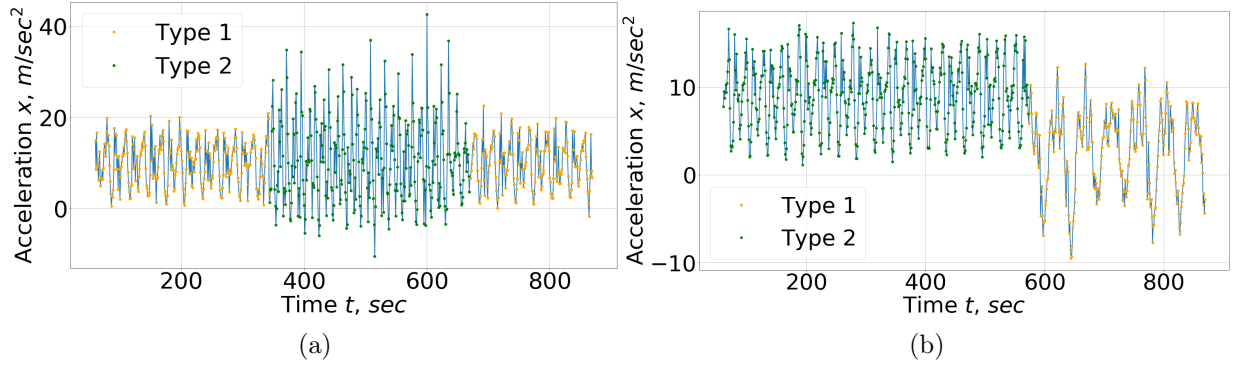 Acceleration x, m/sec²
40
20
0
Type 1
Type 2
200
400
600
800
Time t, sec
(a)
Acceleration x, m/sec²
10
0
−10
Type 1
Type 2
200
400
600
800
Time t, sec
(b)